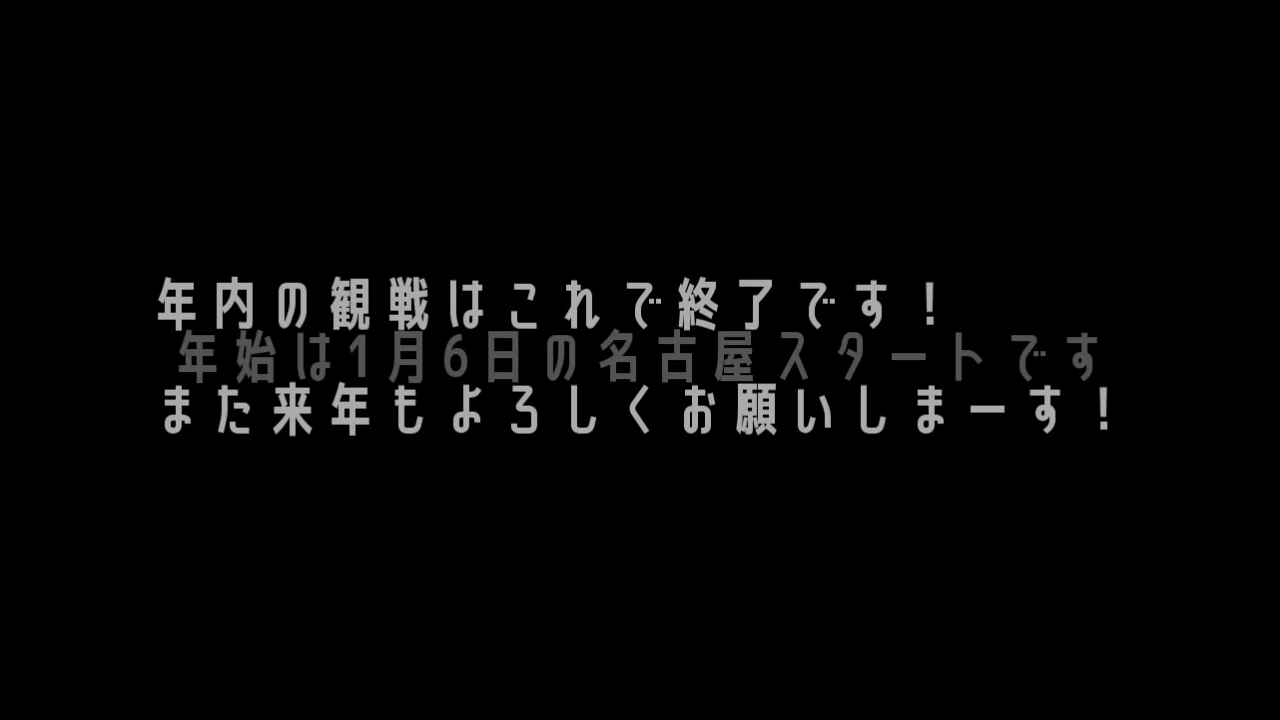 年内の観戦はこれで終了です！
年始は1月6日の名古屋スタートです
また来年もよろしくお願いしまーす！